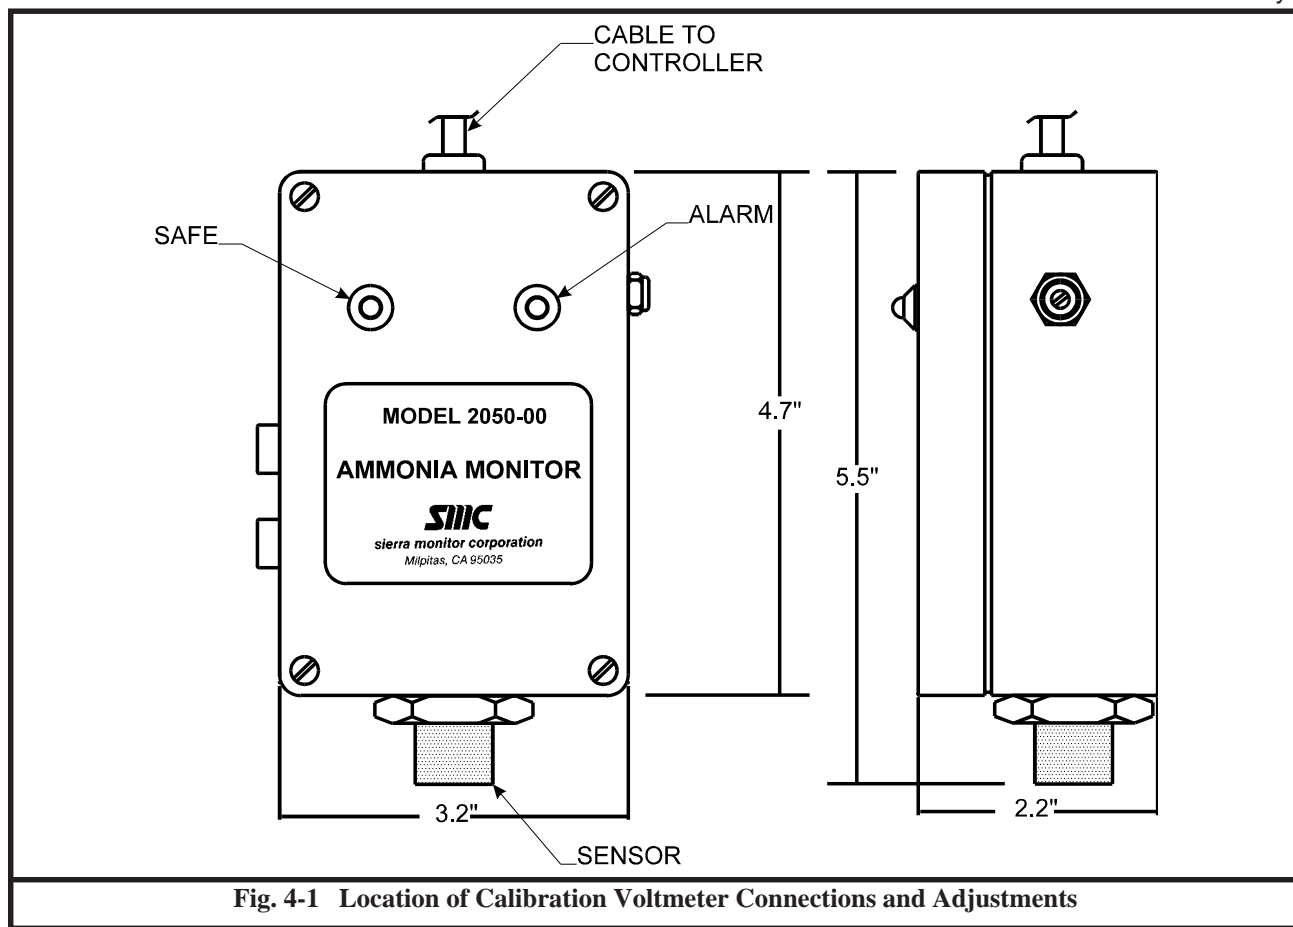 CABLE TO
CONTROLLER
SAFE
ALARM
MODEL 2050-00
AMMONIA MONITOR
SMC
sierra monitor corporation
Milpitas, CA 95035
4.7"
5.5"
3.2"
2.2"
SENSOR
Fig. 4-1 Location of Calibration Voltmeter Connections and Adjustments